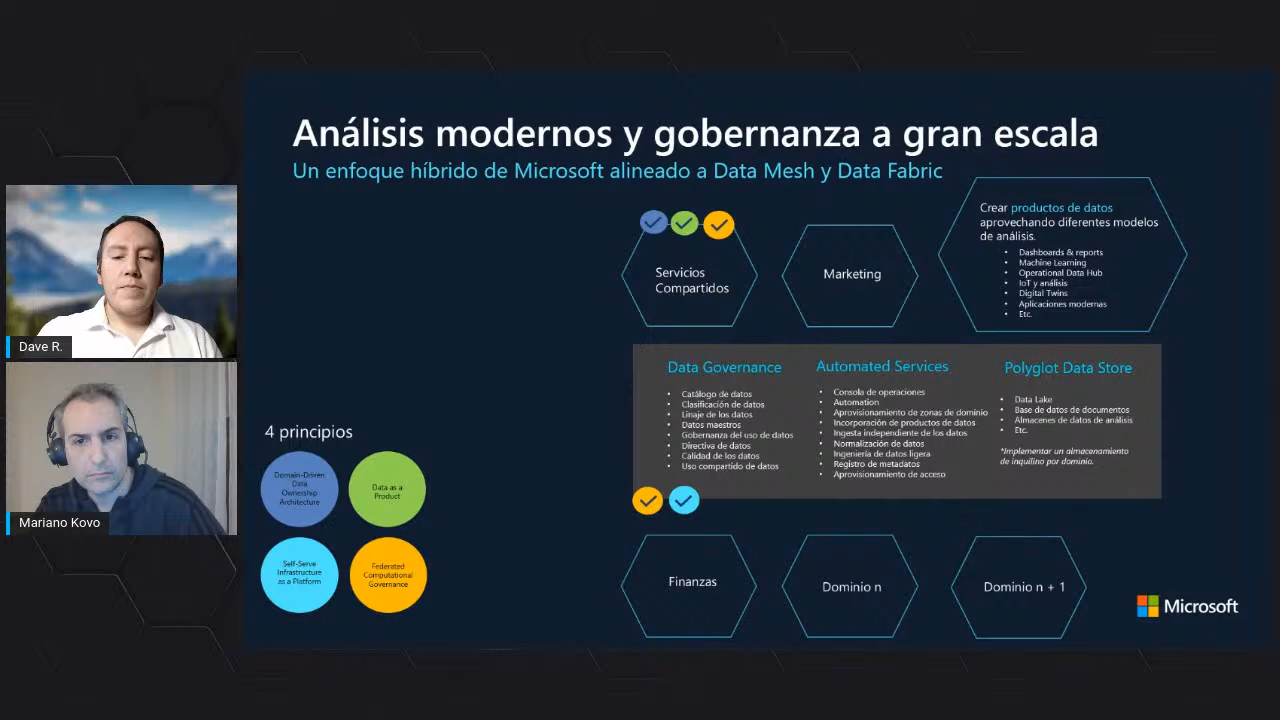 Análisis modernos y gobernanza a gran escala
Un enfoque híbrido de Microsoft alineado a Data Mesh y Data Fabric
Dave R.
Mariano Kovo
4 principios
Domain-Driven
Data
Ownership
Architecture
Data as a
Product
Self-Serve
Infrastructure
as a Platform
Federated
Computational
Governance
Servicios
Compartidos
Marketing
Crear productos de datos
aprovechando diferentes modelos
de análisis.
• Dashboards & reports
• Machine Learning
• Operational Data Hub
• IoT y análisis
• Digital Twins
• Aplicaciones modernas
• Etc.
Data Governance
• Catálogo de datos
• Clasificación de datos
• Linaje de los datos
• Datos maestros
• Gobernanza del uso de datos
• Directiva de datos
• Calidad de los datos
• Uso compartido de datos
Automated Services
• Consola de operaciones
• Automation
• Aprovisionamiento de zonas de dominio
• Incorporación de productos de datos
• Ingesta independiente de los datos
• Normalización de datos
• Ingeniería de datos ligera
• Registro de metadatos
• Aprovisionamiento de acceso
Polyglot Data Store
• Data Lake
• Base de datos de documentos
• Almacenes de datos de análisis
• Etc.
*Implementar un almacenamiento
de inquilino por dominio.
Finanzas
Dominio n
Dominio n + 1
Microsoft